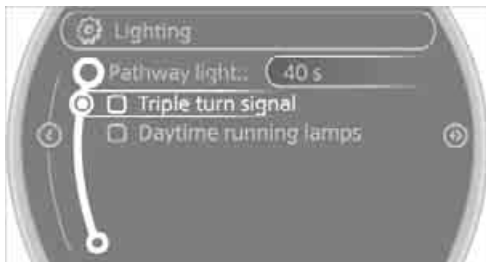 Lighting
Pathway light.: 40 s
Triple turn signal
Daytime running lamps